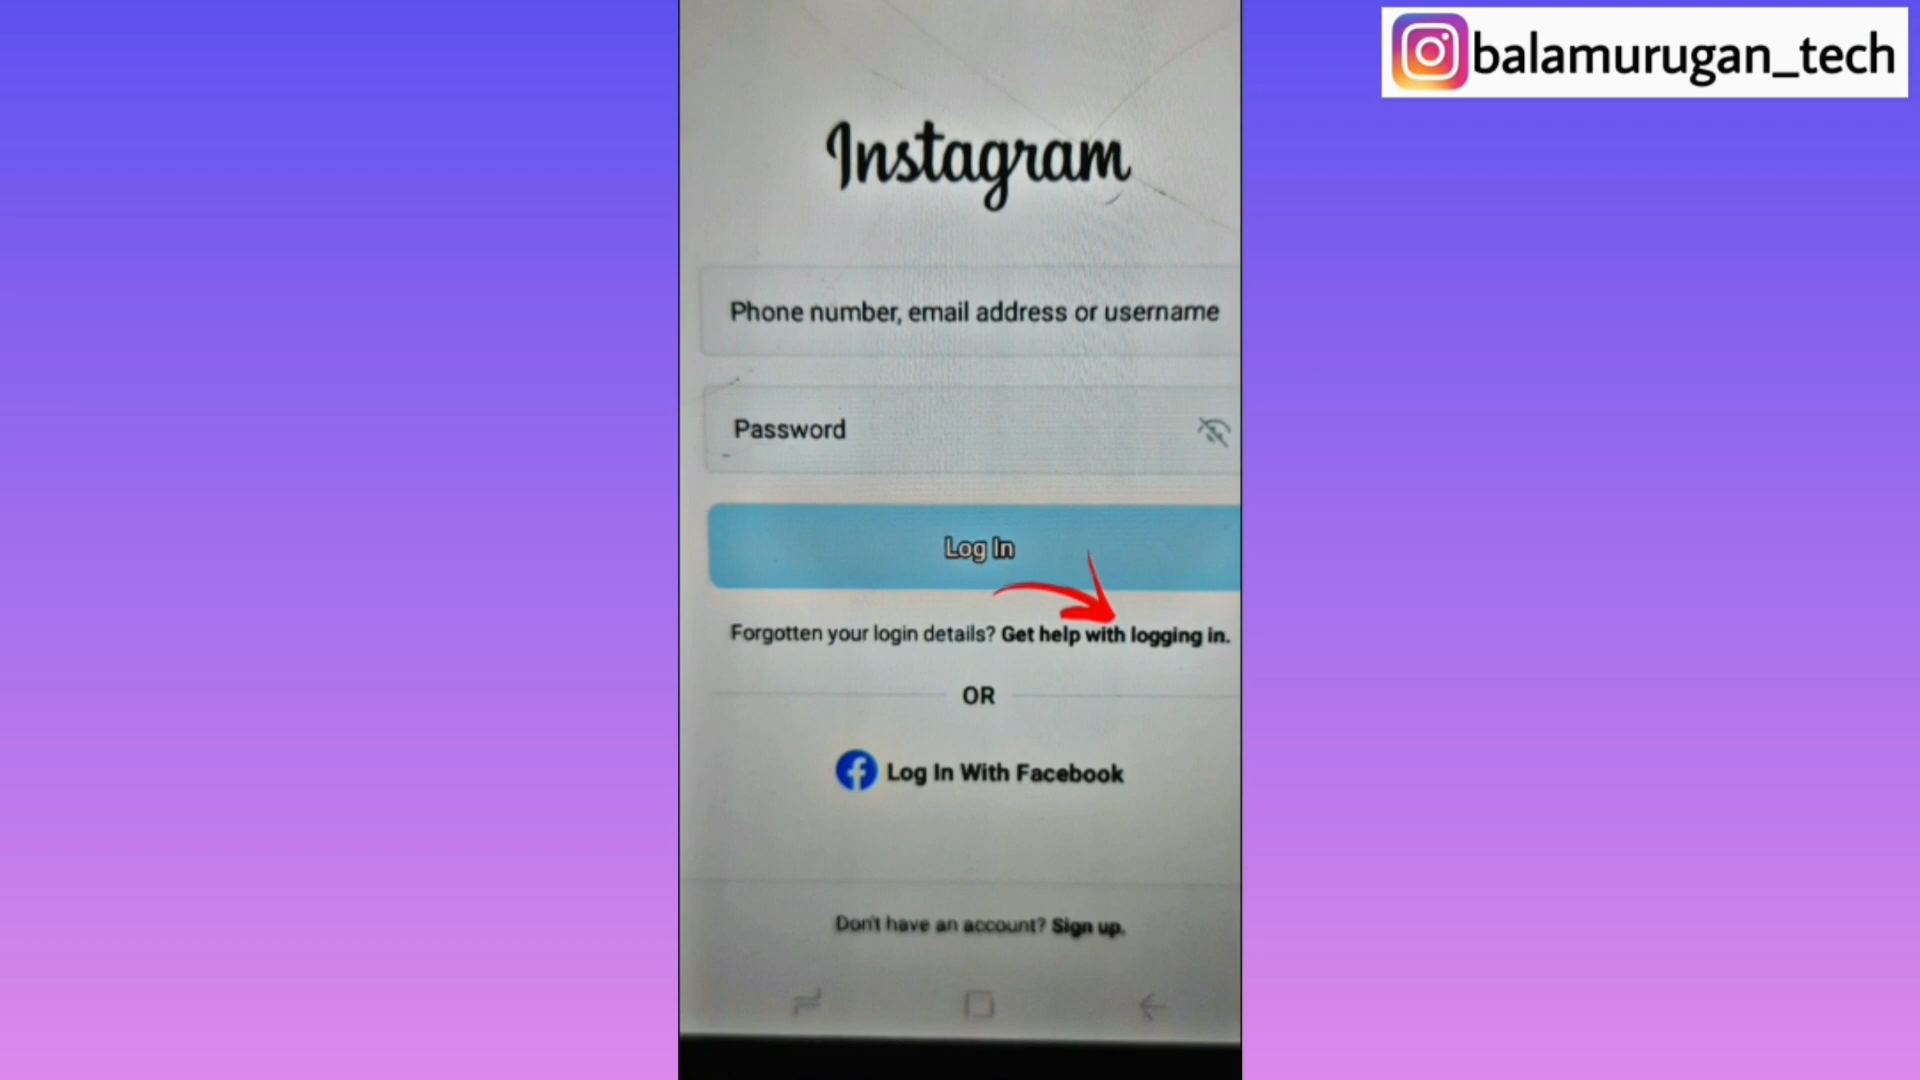 balamurugan_tech
Instagram
Phone number, email address or username
Password
Log In
Forgotten your login details? Get help with logging in.
OR
Log In With Facebook
Don't have an account? Sign up.